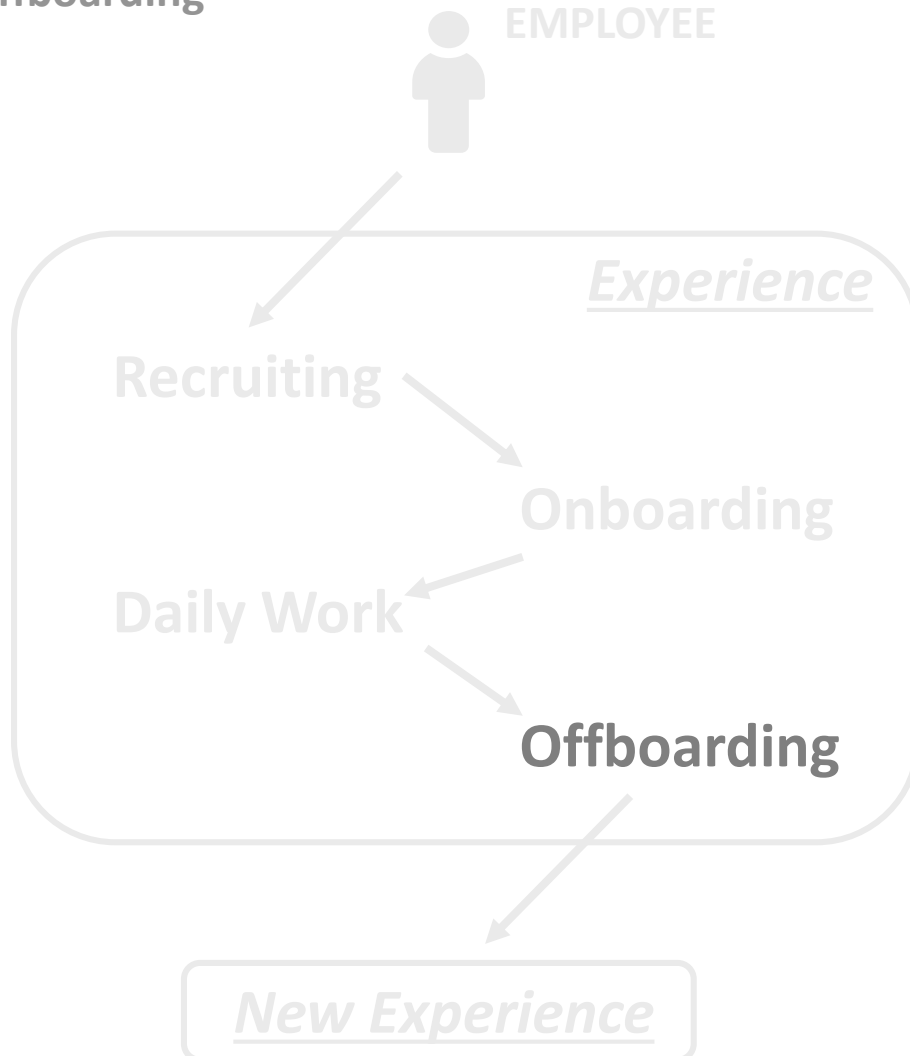 EMPLOYEE
Experience
Recruiting
Onboarding
Daily Work
Offboarding
New Experience